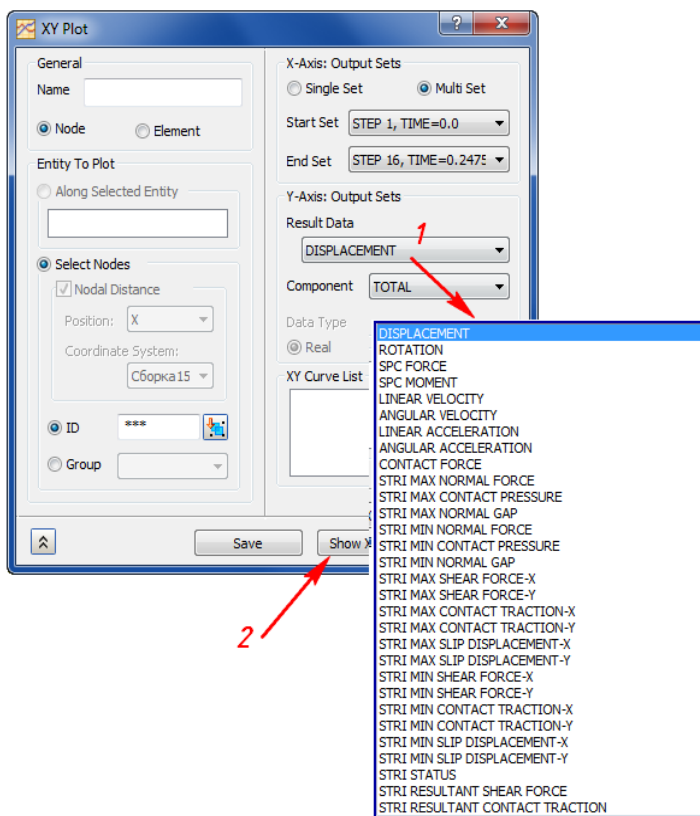 XY Plot
?
X
General
Name
Node
Element
Entity To Plot
Along Selected Entity
Select Nodes
Nodal Distance
Position:
X
Coordinate System:
Сборка15
ID
***
Group
X-Axis: Output Sets
Single Set
Multi Set
Start Set
STEP 1, TIME=0.0
End Set
STEP 16, TIME=0.2475
Y-Axis: Output Sets
Result Data
1
DISPLACEMENT
Component
TOTAL
Data Type
Real
XY Curve List
Save
Show X
2
DISPLACEMENT
ROTATION
SPC FORCE
SPC MOMENT
LINEAR VELOCITY
ANGULAR VELOCITY
LINEAR ACCELERATION
ANGULAR ACCELERATION
CONTACT FORCE
STRI MAX NORMAL FORCE
STRI MAX CONTACT PRESSURE
STRI MAX NORMAL GAP
STRI MIN NORMAL FORCE
STRI MIN CONTACT PRESSURE
STRI MIN NORMAL GAP
STRI MAX SHEAR FORCE-X
STRI MAX SHEAR FORCE-Y
STRI MAX CONTACT TRACTION-X
STRI MAX CONTACT TRACTION-Y
STRI MAX SLIP DISPLACEMENT-X
STRI MAX SLIP DISPLACEMENT-Y
STRI MIN SHEAR FORCE-X
STRI MIN SHEAR FORCE-Y
STRI MIN CONTACT TRACTION-X
STRI MIN CONTACT TRACTION-Y
STRI MIN SLIP DISPLACEMENT-X
STRI MIN SLIP DISPLACEMENT-Y
STRI STATUS
STRI RESULTANT SHEAR FORCE
STRI RESULTANT CONTACT TRACTION